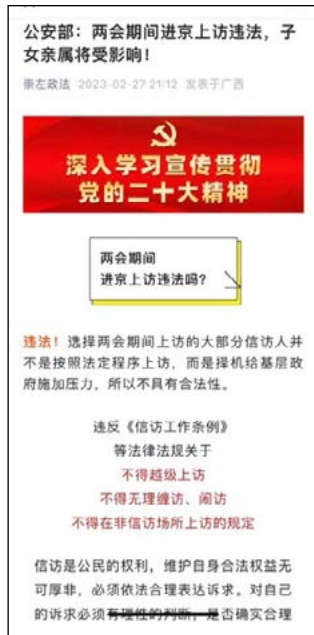 公安部：两会期间进京上访违法，子
女亲属将受影响！
崇左政法 2023-02-27 21:12 发表于广西
深入学习宣传贯彻
党的二十大精神
两会期间
进京上访违法吗？
违法！选择两会期间上访的大部分信访人并
不是按照法定程序上访，而是择机给基层政
府施加压力，所以不具有合法性。
违反《信访工作条例》
等法律法规关于
不得越级上访
不得无理缠访、闹访
不得在非信访场所上访的规定
信访是公民的权利，维护自身合法权益无
可厚非，必须依法合理表达诉求。对自己
的诉求必须有理性的判断，是否确实合理